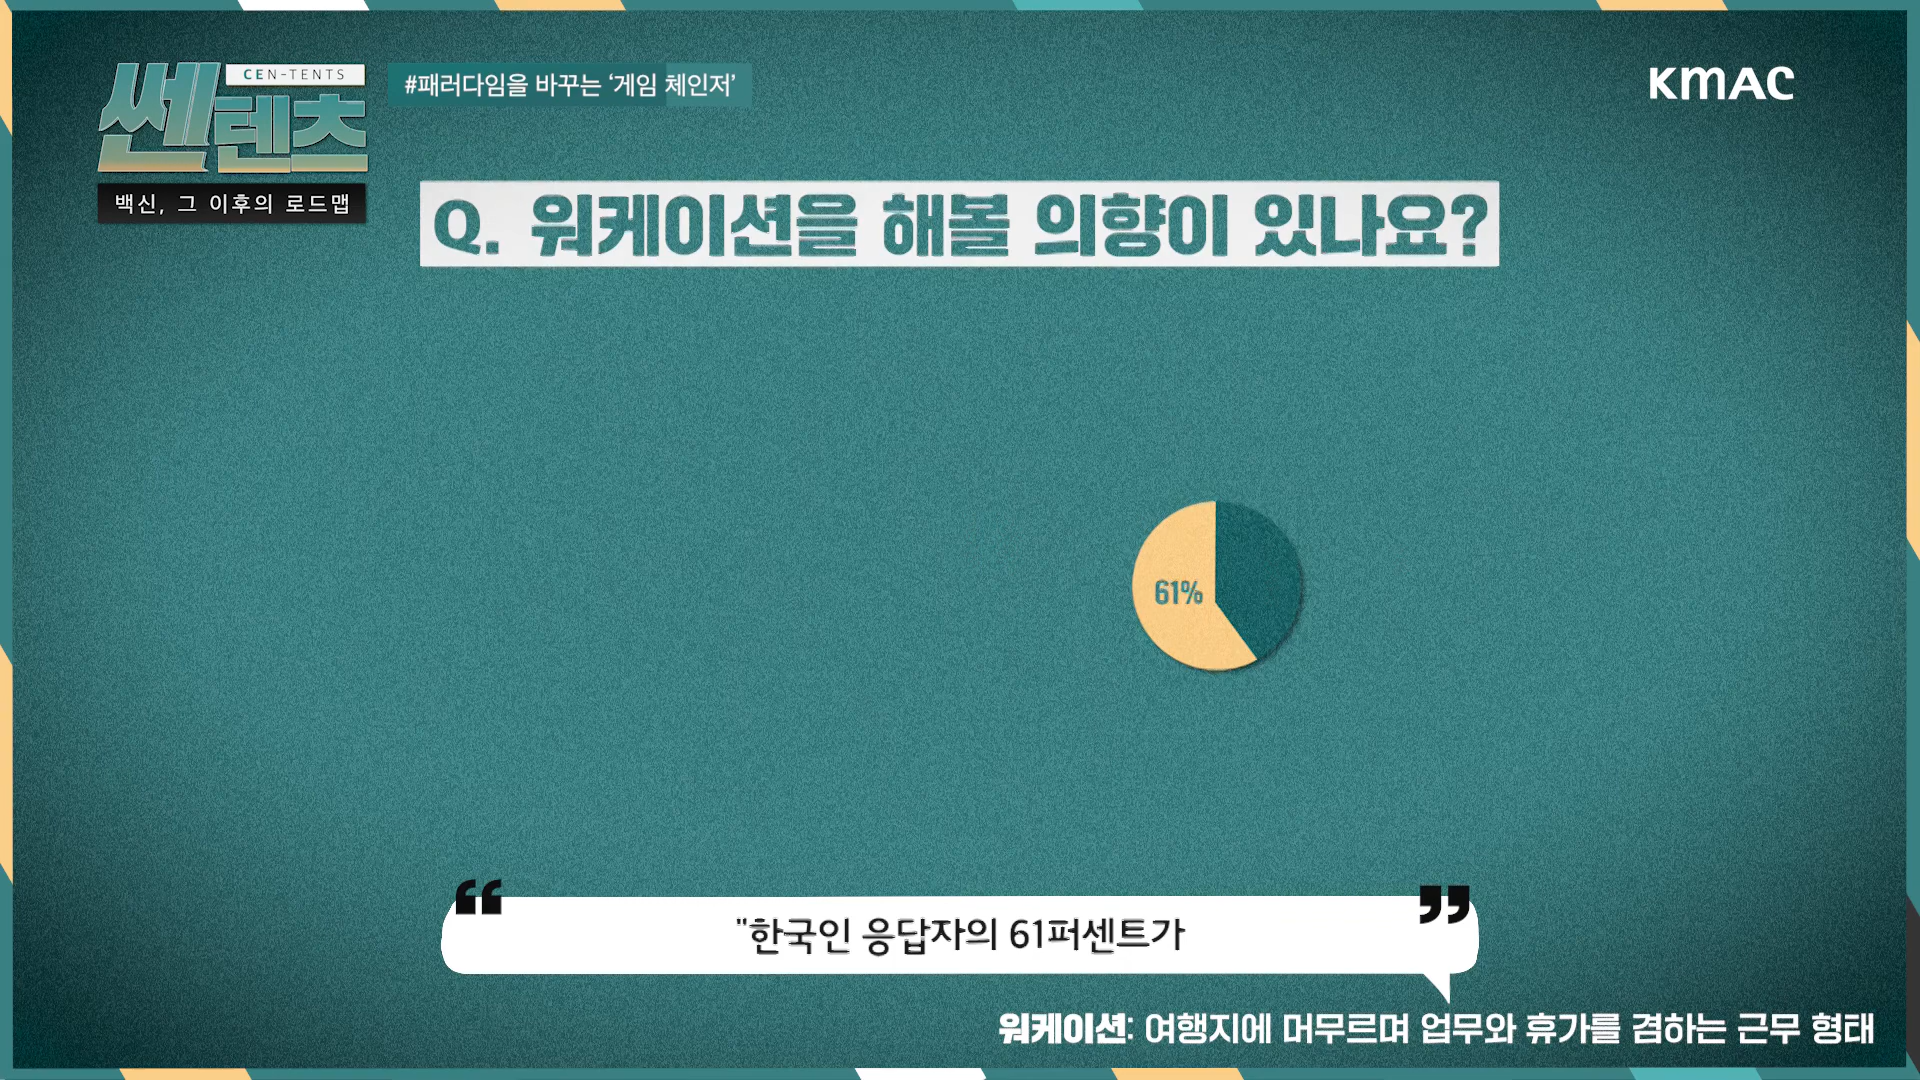 CEN-TENTS
쎈텐츠
백신, 그 이후의 로드맵
#패러다임을 바꾸는 ‘게임 체인저’
KMAC
Q. 워케이션을 해볼 의향이 있나요?
61%
“ ”
"한국인 응답자의 61퍼센트가
워케이션: 여행지에 머무르며 업무와 휴가를 겸하는 근무 형태